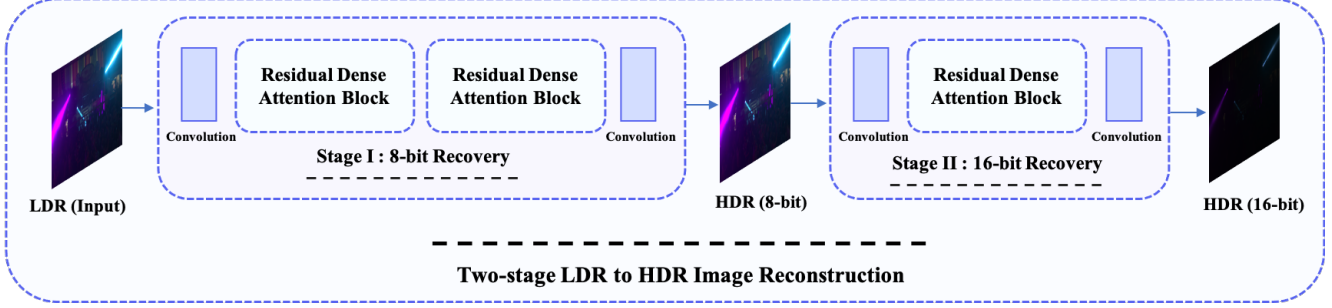 LDR (Input)
Convolution
Residual Dense
Attention Block
Residual Dense
Attention Block
Convolution
Stage I : 8-bit Recovery
HDR (8-bit)
Convolution
Residual Dense
Attention Block
Convolution
Stage II : 16-bit Recovery
HDR (16-bit)
Two-stage LDR to HDR Image Reconstruction